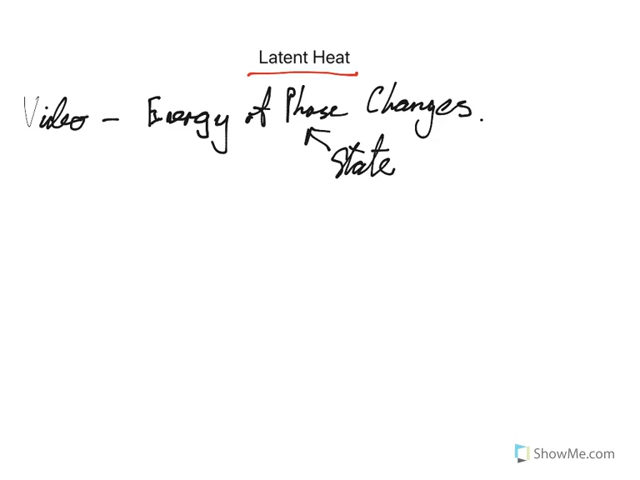 Latent Heat
Video – Energy of Phase Changes.
State
ShowMe.com